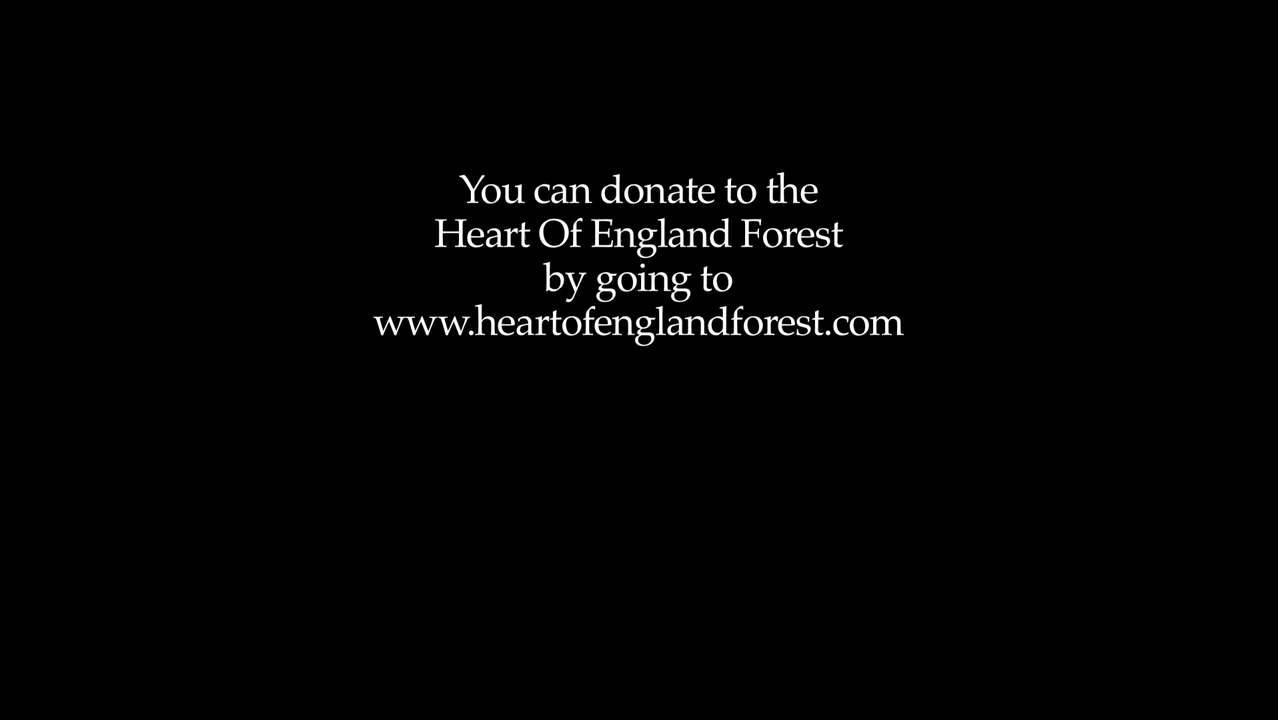 You can donate to the
Heart Of England Forest
by going to
www.heartofenglandforest.com